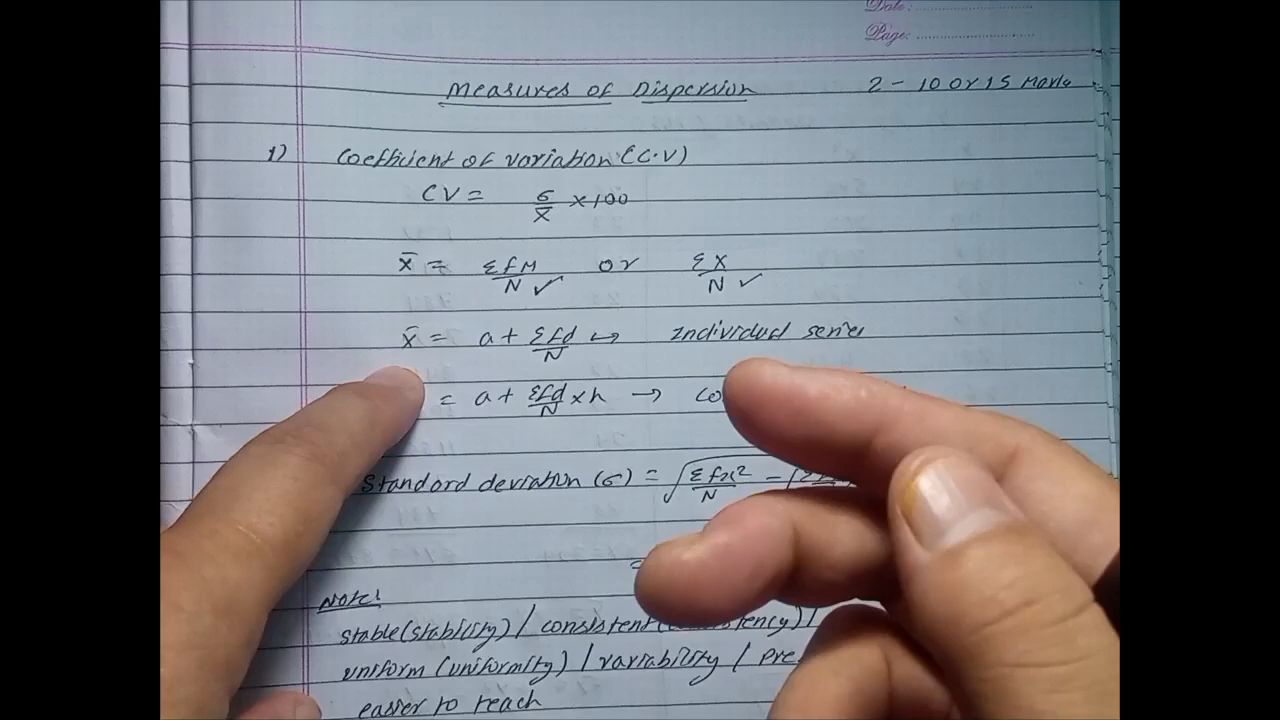 Date:
Page:
Measures of Dispersion 2 - 10 or 15 Marks
1) Coefficient of variation (C.V)
CV = σ/x̄ ×100
x̄ = ΣfM/N ✓ or ΣX/N ✓
x̄ = a + Σfd/N ↔ Individual series
= a + Σfd/N × h →
Standard deviation (σ) = √Σfx²/N -
=
Note:
stable (stability) / consistent /
uniform (uniformity) / variability /
easier to reach